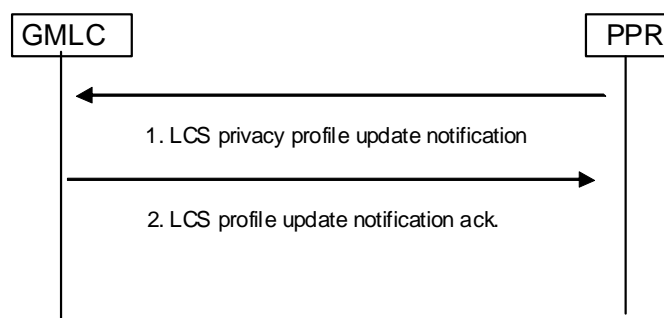 GMLC
PPR
1. LCS privacy profile update notification
2. LCS profile update notification ack.